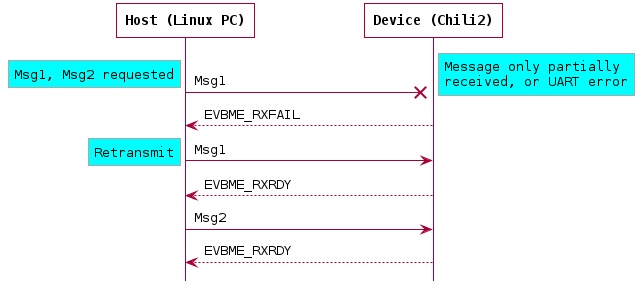 Host (Linux PC)
Device (Chili2)
Msg1, Msg2 requested
Message only partially
received, or UART error
Msg1
EVBME_RXFAIL
Retransmit
Msg1
EVBME_RXRDY
Msg2
EVBME_RXRDY